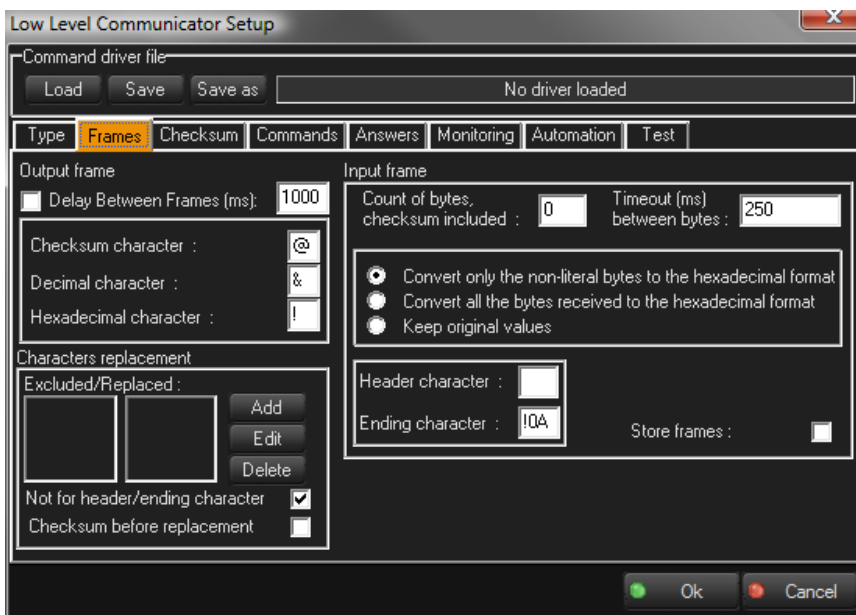 Low Level Communicator Setup
Command driver file
Load Save Save as No driver loaded
Type Frames Checksum Commands Answers Monitoring Automation Test
Output frame
Delay Between Frames (ms): 1000
Checksum character : @
Decimal character : &
Hexadecimal character : !
Characters replacement
Excluded/Replaced :
Add
Edit
Delete
Not for header/ending character
Checksum before replacement
Input frame
Count of bytes,
checksum included : 0
Timeout (ms)
between bytes : 250
Convert only the non-literal bytes to the hexadecimal format
Convert all the bytes received to the hexadecimal format
Keep original values
Header character :
Ending character : !0A
Store frames :
Ok Cancel